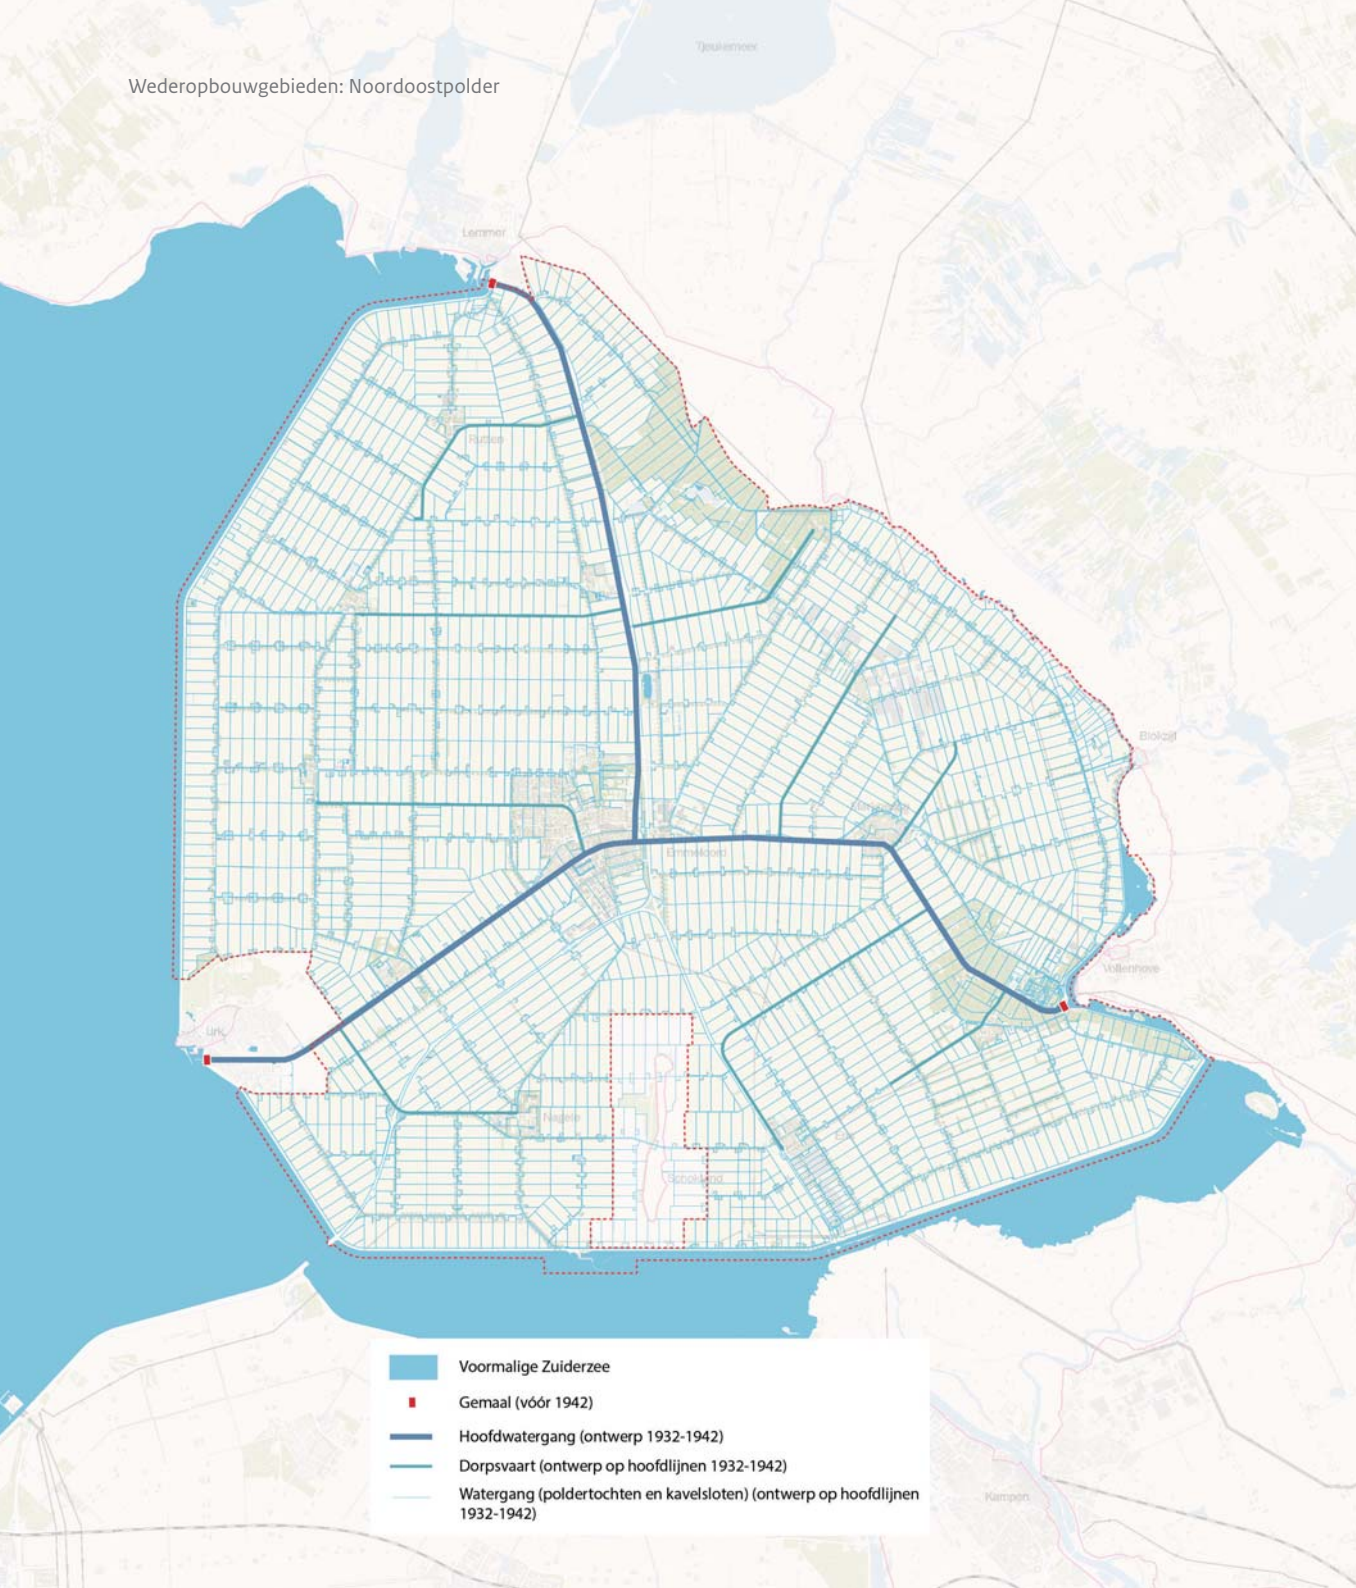 Tjeukemeer
Wederopbouwgebieden: Noordoostpolder
Lemmer
Rutten
Blokzijl
Emmeloord
Vollenhove
Urk
Nagele
Ens
Schokland
Voormalige Zuiderzee
Gemaal (vóór 1942)
Hoofdwatergang (ontwerp 1932-1942)
Dorpsvaart (ontwerp op hoofdlijnen 1932-1942)
Watergang (poldertochten en kavelsloten) (ontwerp op hoofdlijnen
1932-1942)
Kampen